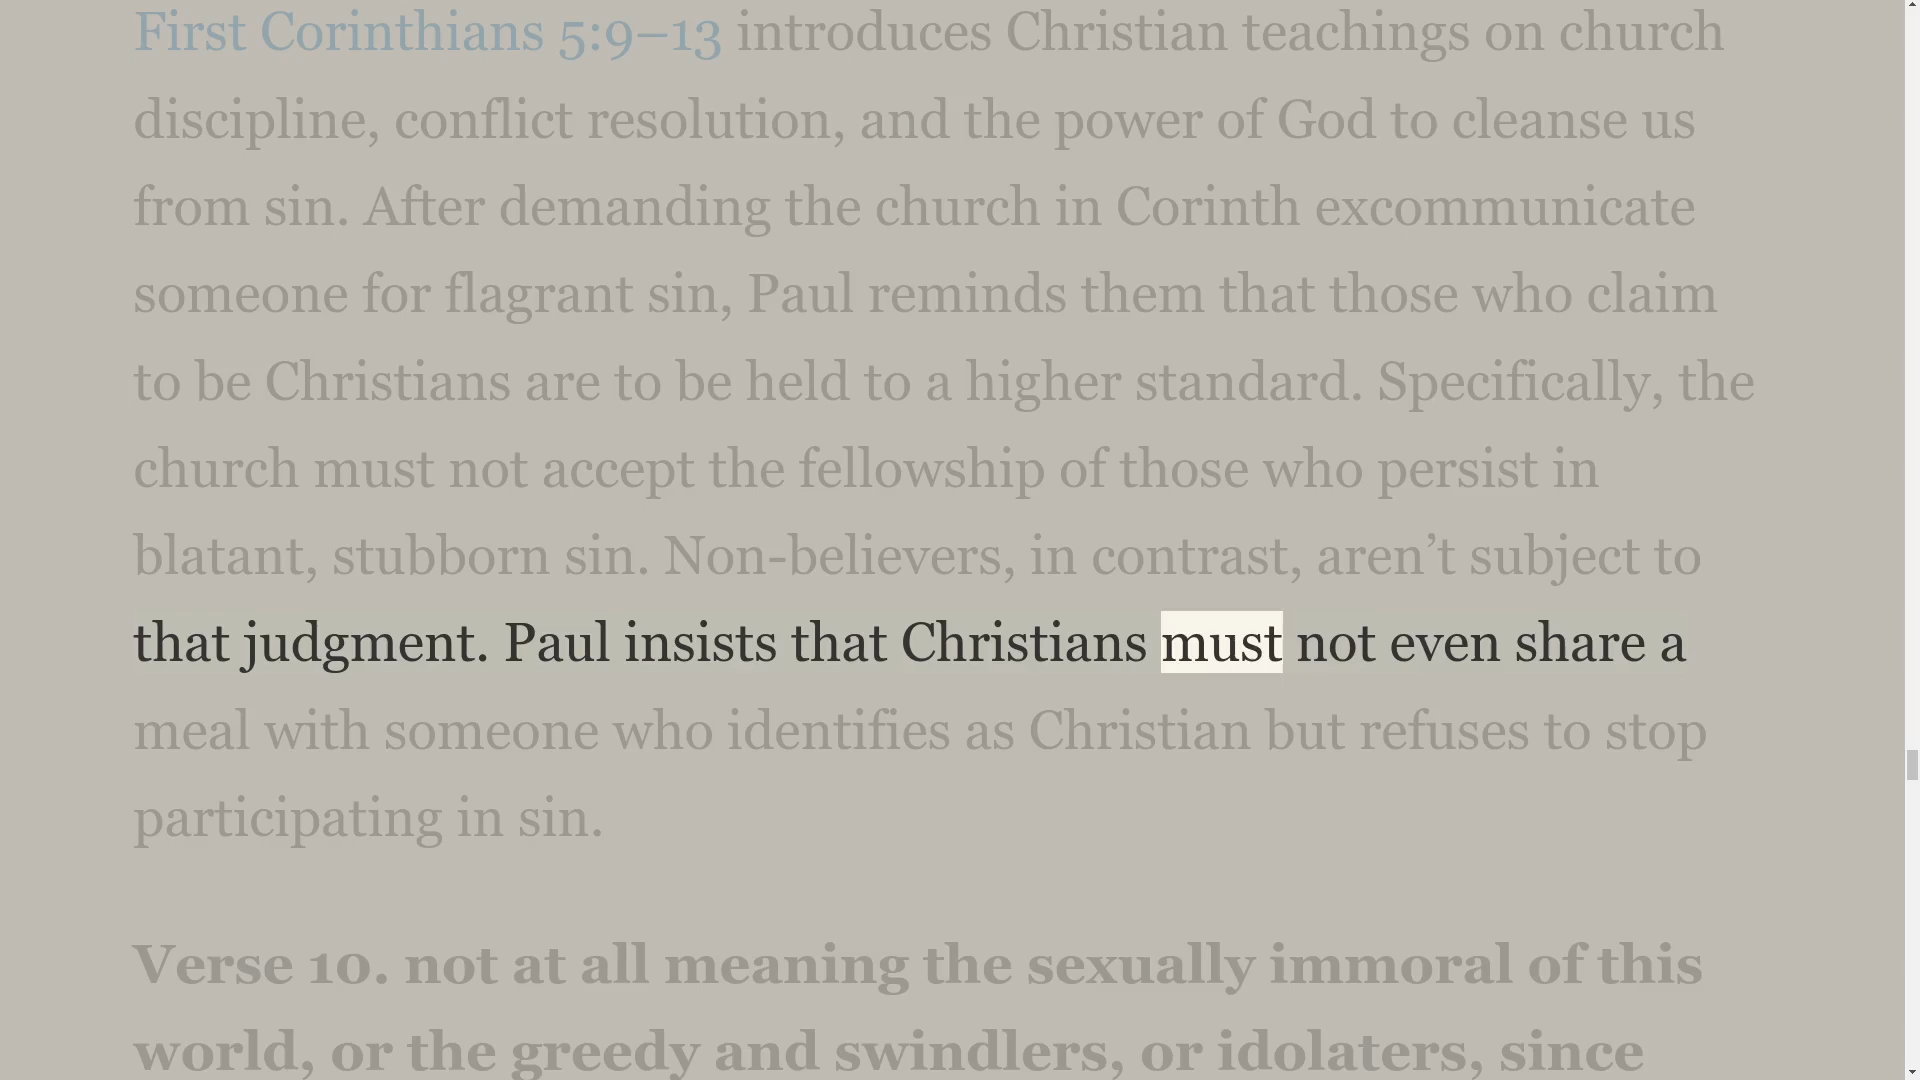 First Corinthians 5:9–13 introduces Christian teachings on church
discipline, conflict resolution, and the power of God to cleanse us
from sin. After demanding the church in Corinth excommunicate
someone for flagrant sin, Paul reminds them that those who claim
to be Christians are to be held to a higher standard. Specifically, the
church must not accept the fellowship of those who persist in
blatant, stubborn sin. Non-believers, in contrast, aren’t subject to
that judgment. Paul insists that Christians must not even share a
meal with someone who identifies as Christian but refuses to stop
participating in sin.
Verse 10. not at all meaning the sexually immoral of this
world, or the greedy and swindlers, or idolaters, since